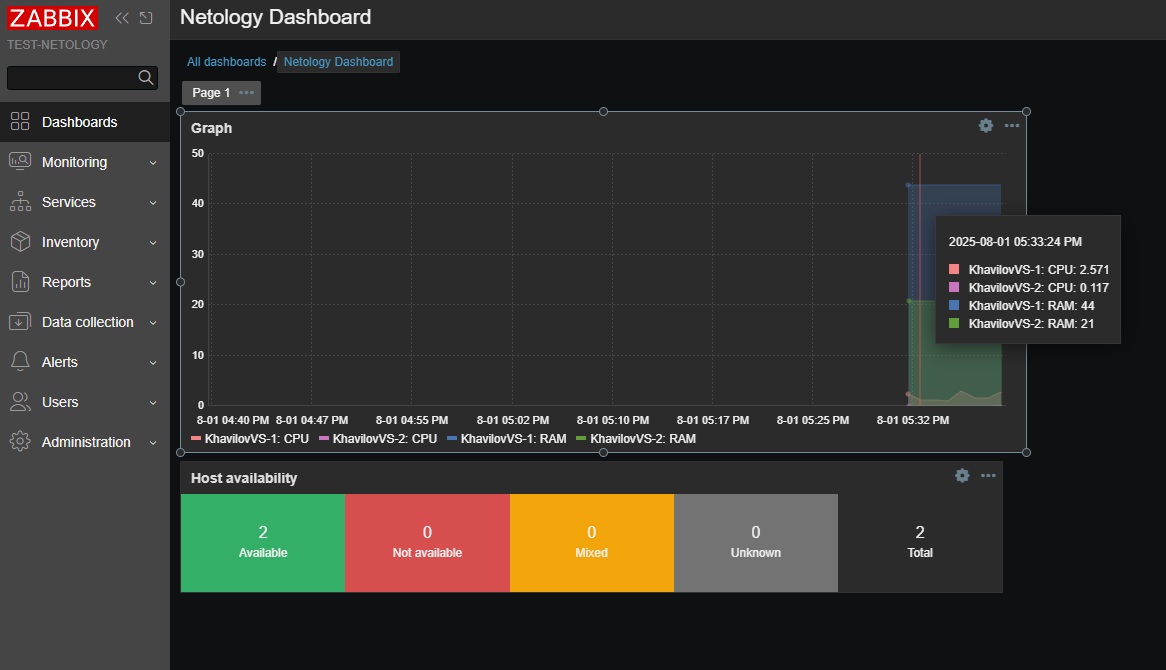 ZABBIX
TEST-NETOLOGY
Dashboards
Monitoring
Services
Inventory
Reports
Data collection
Alerts
Users
Administration
Netology Dashboard
All dashboards / Netology Dashboard
Page 1
Graph
50
40
30
20
10
0
8-01 04:40 PM 8-01 04:47 PM 8-01 04:55 PM 8-01 05:02 PM 8-01 05:10 PM 8-01 05:17 PM 8-01 05:25 PM 8-01 05:32 PM
KhavilovVS-1: CPU KhavilovVS-2: CPU KhavilovVS-1: RAM KhavilovVS-2: RAM
2025-08-01 05:33:24 PM
KhavilovVS-1: CPU: 2.571
KhavilovVS-2: CPU: 0.117
KhavilovVS-1: RAM: 44
KhavilovVS-2: RAM: 21
Host availability
2
Available
0
Not available
0
Mixed
0
Unknown
2
Total